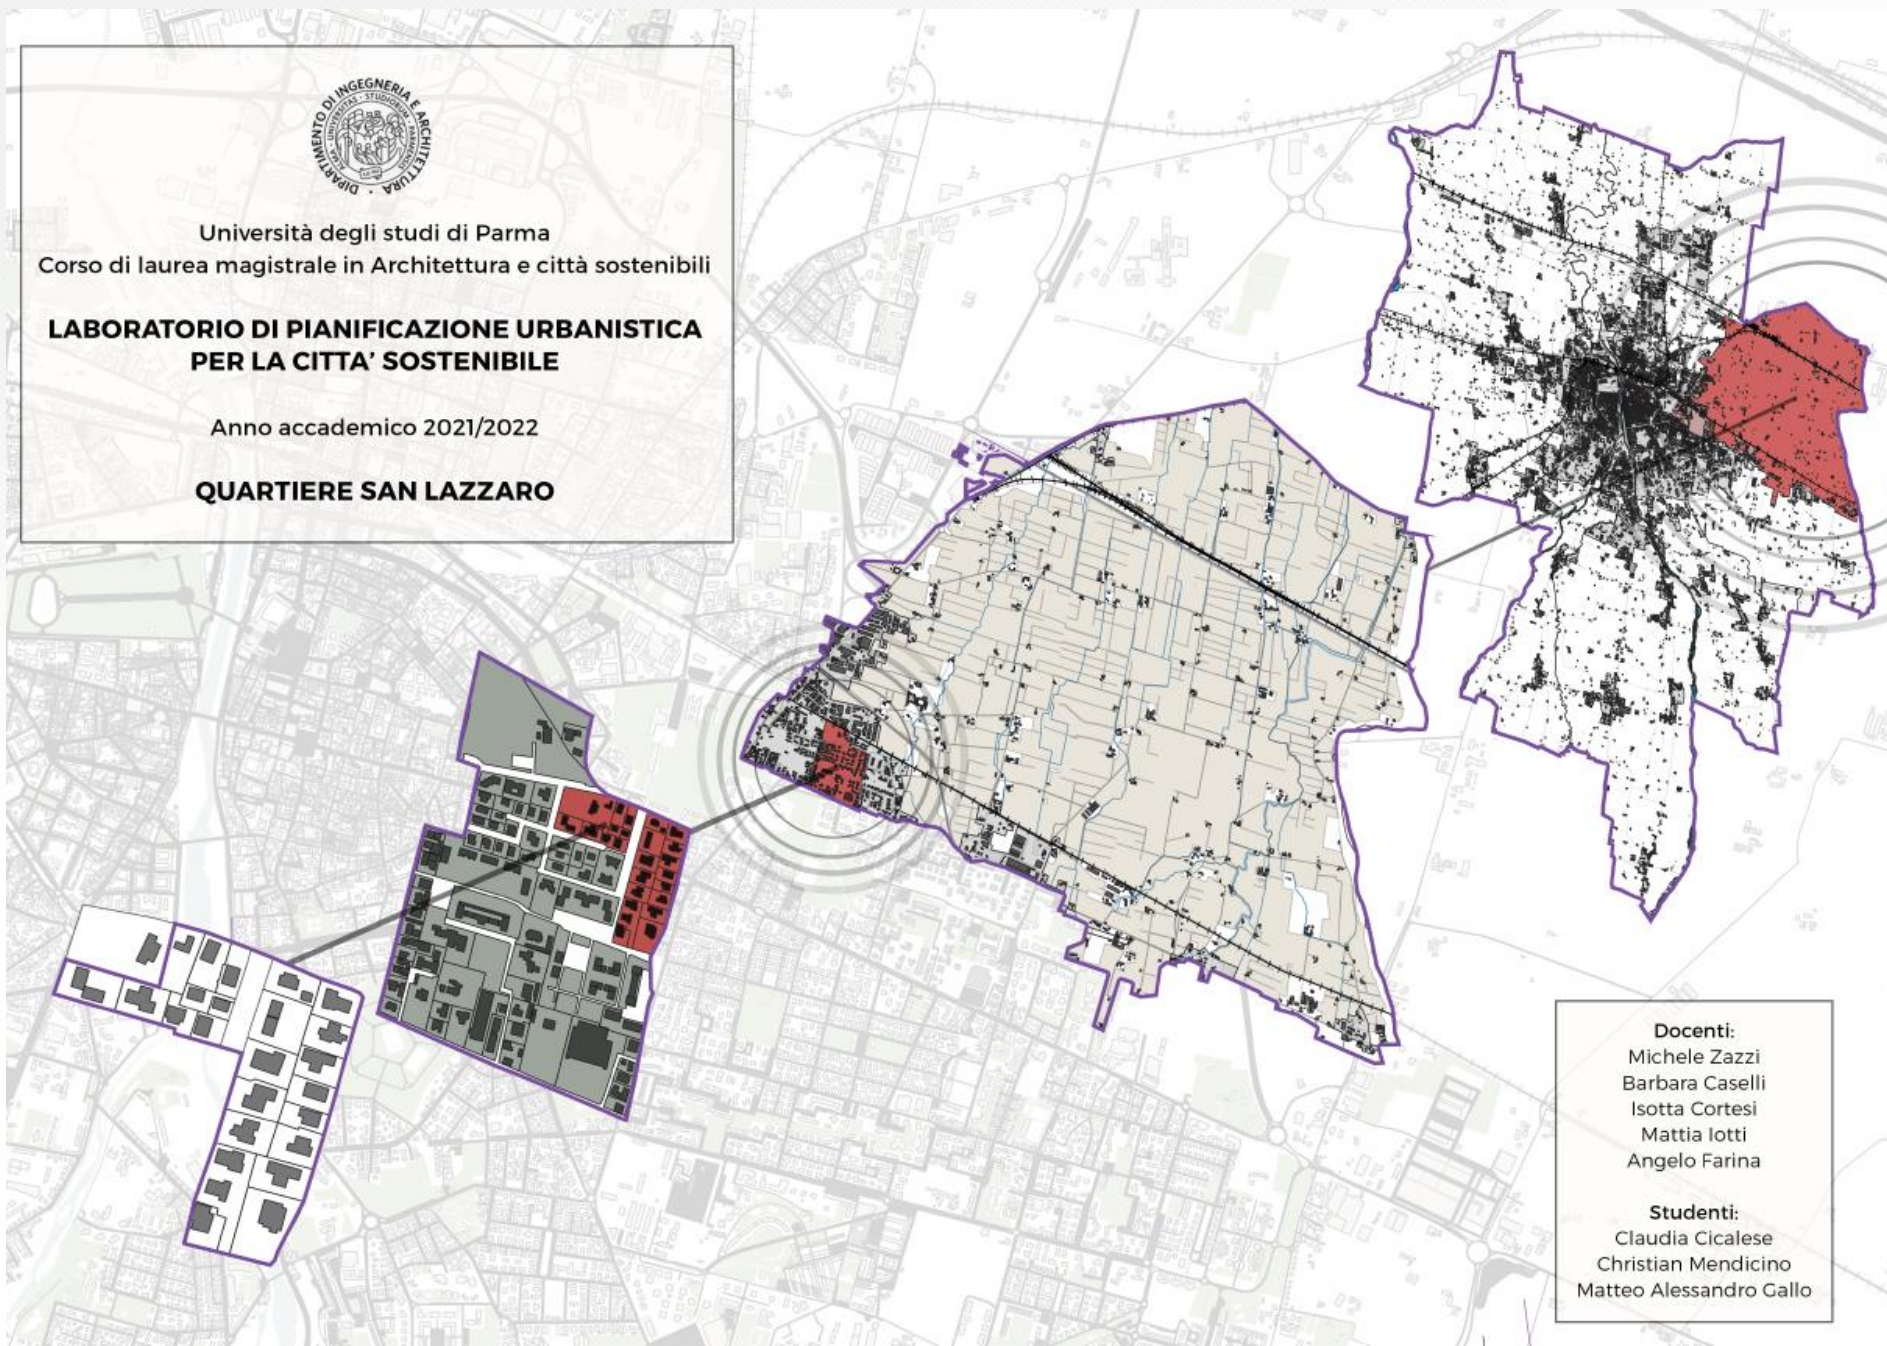 DIPARTIMENTO DI INGEGNERIA E ARCHITETTURA
Università degli studi di Parma
Corso di laurea magistrale in Architettura e città sostenibili
LABORATORIO DI PIANIFICAZIONE URBANISTICA
PER LA CITTA' SOSTENIBILE
Anno accademico 2021/2022
QUARTIERE SAN LAZZARO
Docenti:
Michele Zazzi
Barbara Caselli
Isotta Cortesi
Mattia Iotti
Angelo Farina
Studenti:
Claudia Cicalese
Christian Mendicino
Matteo Alessandro Gallo